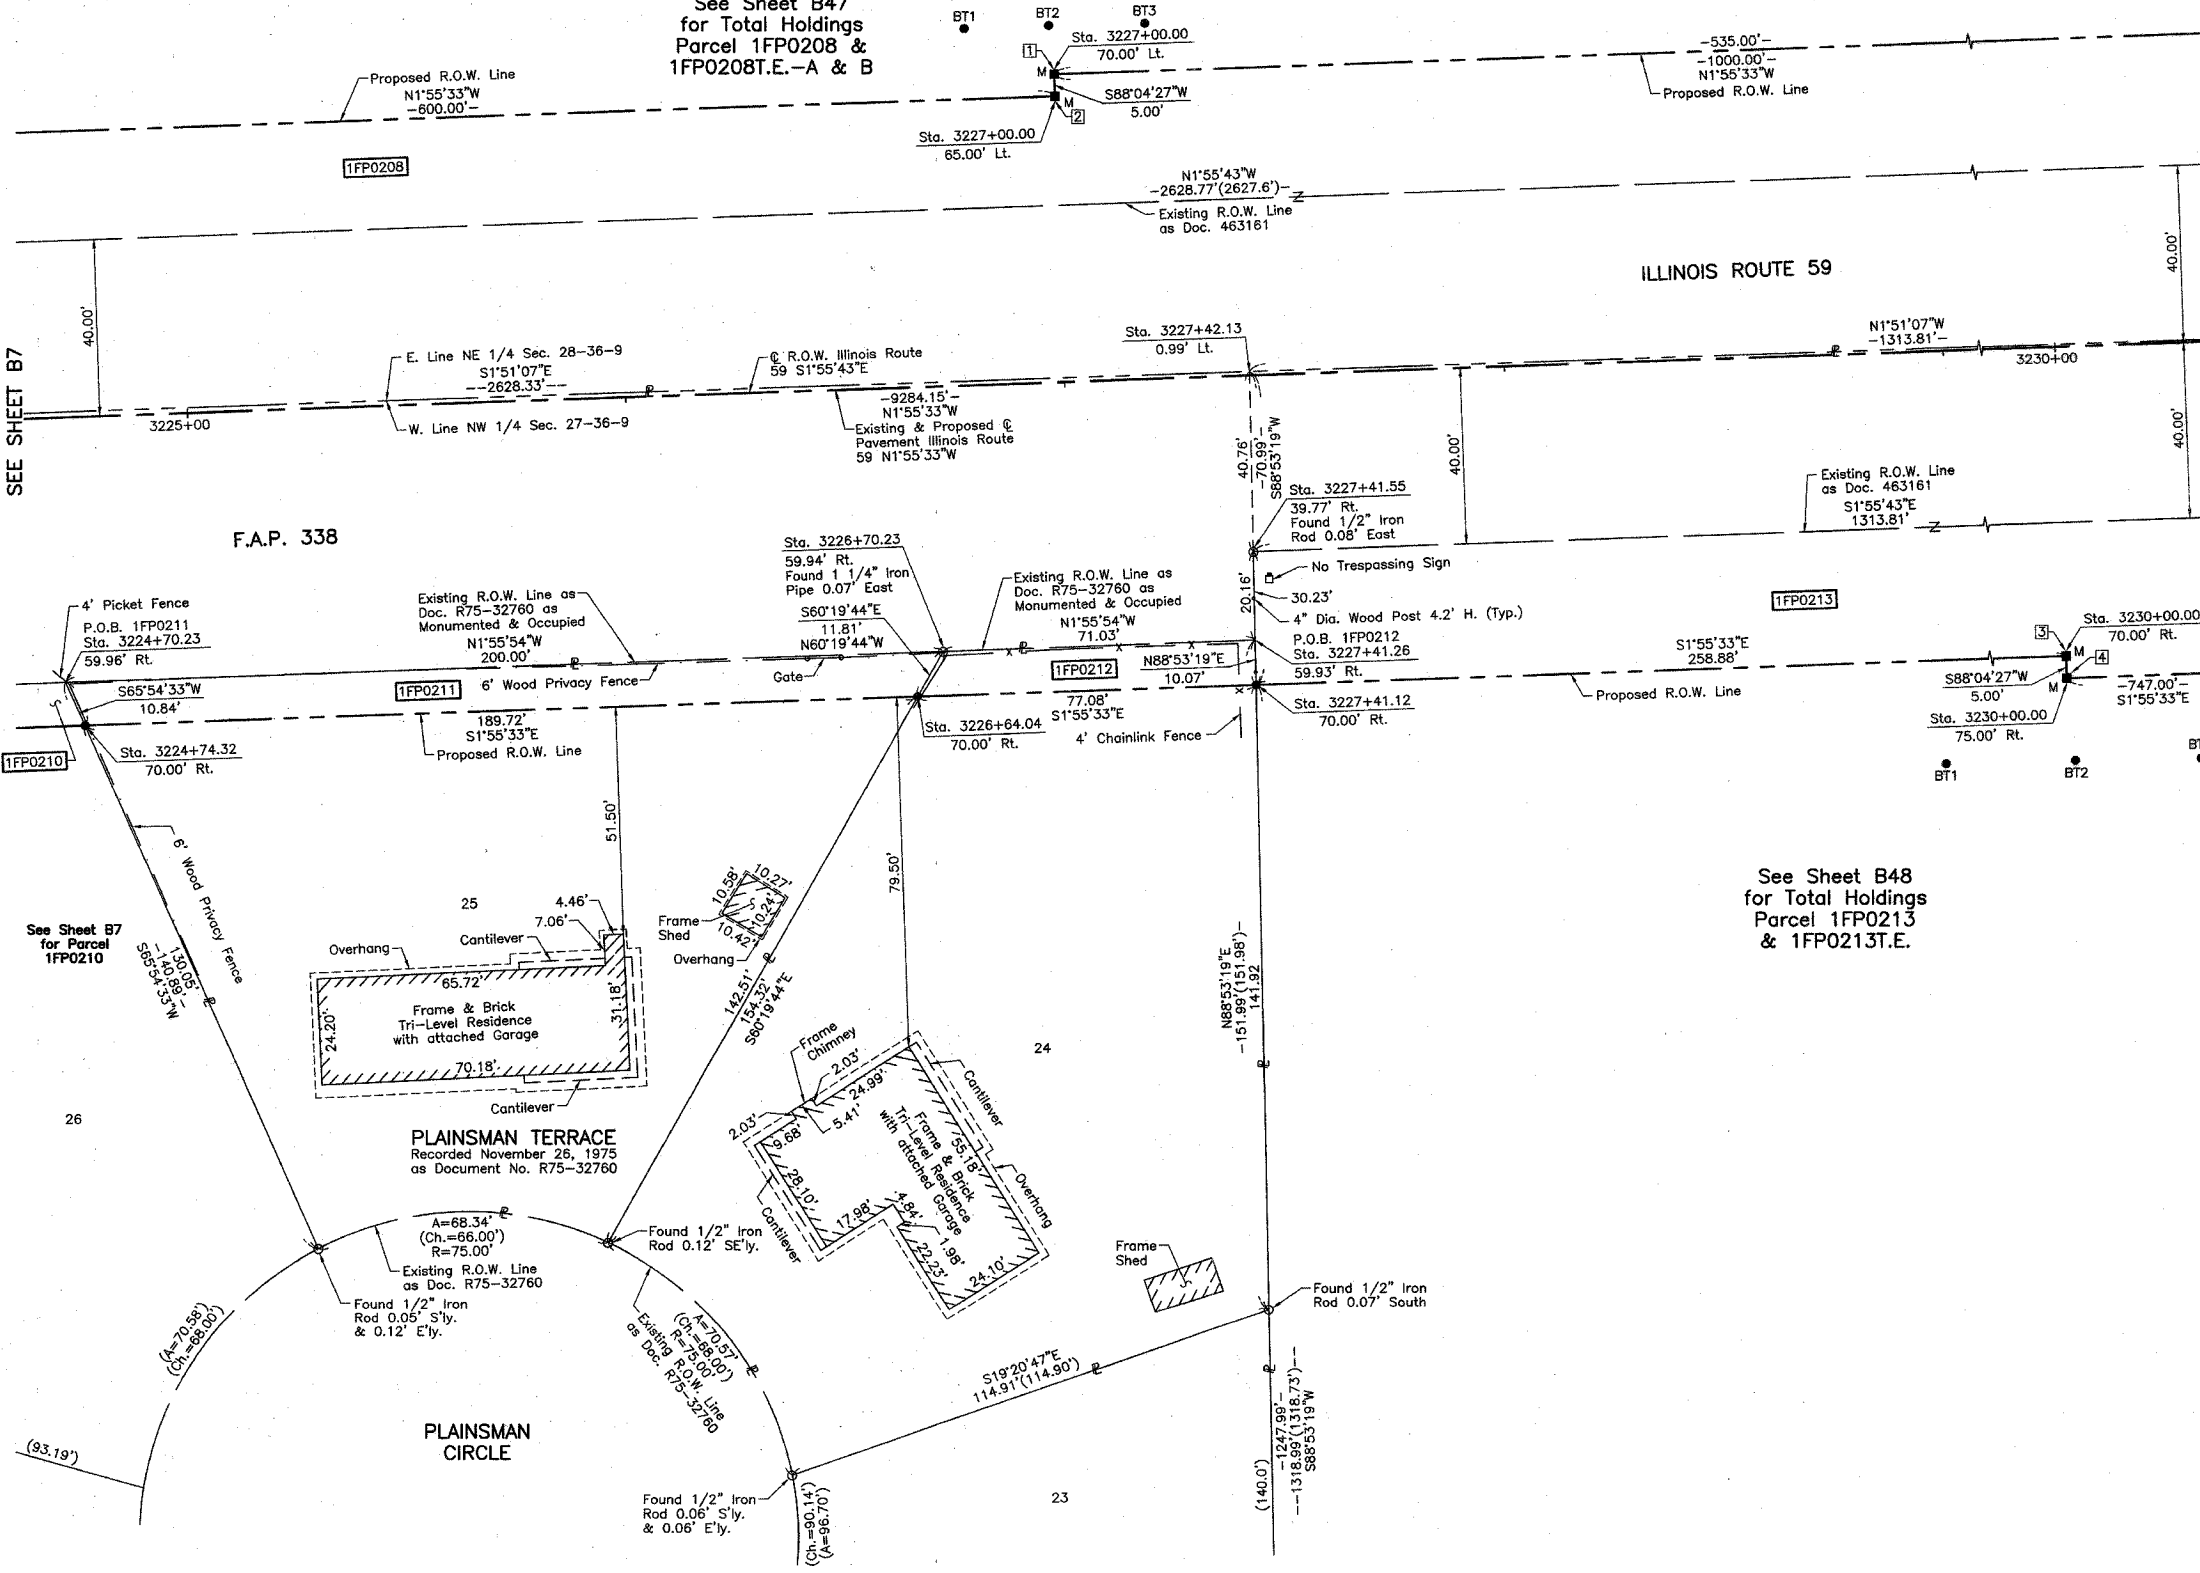 See Sheet B47
for Total Holdings
Parcel 1FP0208 &
1FP0208T.E.-A & B
BT1
BT2
BT3
1
Sta. 3227+00.00
70.00' Lt.
M
S88°04'27"W
5.00'
M
2
Sta. 3227+00.00
65.00' Lt.
Proposed R.O.W. Line
N1°55'33"W
-600.00'-
-535.00'-
-1000.00'-
N1°55'33"W
Proposed R.O.W. Line
1FP0208
N1°55'43"W
-2628.77'(2627.6')-
Existing R.O.W. Line
as Doc. 463161
ILLINOIS ROUTE 59
40.00'
40.00'
SEE SHEET B7
E. Line NE 1/4 Sec. 28-36-9
S1°51'07"E
--2628.33'--
W. Line NW 1/4 Sec. 27-36-9
3225+00
℄ R.O.W. Illinois Route
59 S1°55'43"E
-9284.15'-
N1°55'33"W
Existing & Proposed ℄
Pavement Illinois Route
59 N1°55'33"W
Sta. 3227+42.13
0.99' Lt.
N1°51'07"W
-1313.81'-
3230+00
40.76'
-70.99'-
S88°53'19"W
40.00'
40.00'
Sta. 3227+41.55
39.77' Rt.
Found 1/2" Iron
Rod 0.08' East
Existing R.O.W. Line
as Doc. 463161
S1°55'43"E
1313.81'
F.A.P. 338
4' Picket Fence
P.O.B. 1FP0211
Sta. 3224+70.23
59.96' Rt.
Existing R.O.W. Line as
Doc. R75-32760 as
Monumented & Occupied
N1°55'54"W
200.00'
Sta. 3226+70.23
59.94' Rt.
Found 1 1/4" Iron
Pipe 0.07' East
S60°19'44"E
11.81'
N60°19'44"W
Existing R.O.W. Line as
Doc. R75-32760 as
Monumented & Occupied
N1°55'54"W
71.03'
No Trespassing Sign
20.16'
30.23'
4" Dia. Wood Post 4.2' H. (Typ.)
P.O.B. 1FP0212
Sta. 3227+41.26
59.93' Rt.
1FP0213
S1°55'33"E
258.88'
3
Sta. 3230+00.00
70.00' Rt.
M
4
S88°04'27"W
5.00'
M
-747.00'-
S1°55'33"E
Sta. 3230+00.00
75.00' Rt.
S65°54'33"W
10.84'
1FP0211
6' Wood Privacy Fence
Gate
1FP0212
N88°53'19"E
10.07'
Proposed R.O.W. Line
Sta. 3227+41.12
70.00' Rt.
1FP0210
Sta. 3224+74.32
70.00' Rt.
189.72'
S1°55'33"E
Proposed R.O.W. Line
Sta. 3226+64.04
70.00' Rt.
77.08'
S1°55'33"E
4' Chainlink Fence
BT1
BT2
BT
51.50'
79.50'
6' Wood Privacy Fence
See Sheet B7
for Parcel
1FP0210
130.05'
-140.89'-
S65°54'33"W
25
4.46'
7.06'
Cantilever
Overhang
65.72'
24.20'
31.18'
Frame & Brick
Tri-Level Residence
with attached Garage
70.18'
Cantilever
10.58'
10.27'
10.24'
10.42'
Frame
Shed
Overhang
142.51'
154.32'
S60°19'44"E
See Sheet B48
for Total Holdings
Parcel 1FP0213
& 1FP0213T.E.
N88°53'19"E
-151.99'(151.98')-
141.92
24
26
Frame
Chimney
2.03'
24.99'
5.41'
2.03'
9.68'
28.10'
Cantilever
17.98'
4.84'
1.98'
22.23'
24.10'
55.18'
Frame & Brick
Tri-Level Residence
with attached Garage
Cantilever
Overhang
PLAINSMAN TERRACE
Recorded November 26, 1975
as Document No. R75-32760
A=68.34'
(Ch.=66.00')
R=75.00'
Existing R.O.W. Line
as Doc. R75-32760
Found 1/2" Iron
Rod 0.12' SE'ly.
Found 1/2" Iron
Rod 0.05' S'ly.
& 0.12' E'ly.
(A=70.58')
(Ch.=68.00')
A=70.57'
(Ch.=68.00')
R=75.00'
Existing R.O.W. Line
as Doc. R75-32760
Frame
Shed
Found 1/2" Iron
Rod 0.07' South
S19°20'47"E
114.91'(114.90')
PLAINSMAN
CIRCLE
(93.19')
Found 1/2" Iron
Rod 0.06' S'ly.
& 0.06' E'ly.
(Ch.=90.14')
(A=96.70')
23
(140.0')
-1247.99'-
--1318.99'(1318.73')--
S88°53'19"W